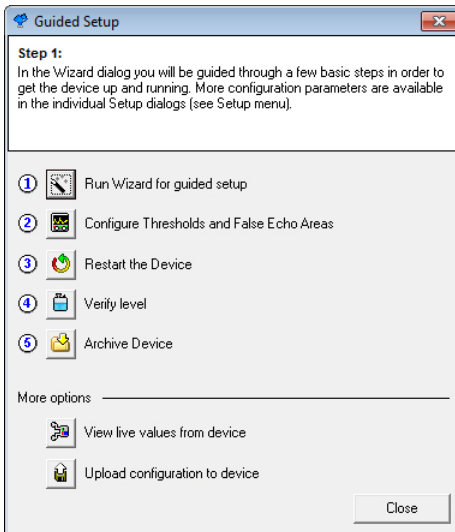 Guided Setup
Step 1:
In the Wizard dialog you will be guided through a few basic steps in order to
get the device up and running. More configuration parameters are available
in the individual Setup dialogs (see Setup menu).
1 Run Wizard for guided setup
2 Configure Thresholds and False Echo Areas
3 Restart the Device
4 Verify level
5 Archive Device
More options
View live values from device
Upload configuration to device
Close